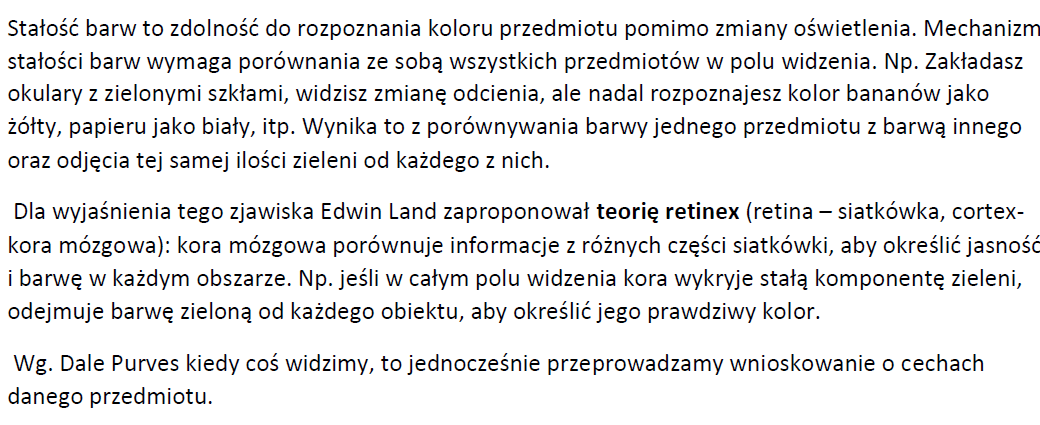 Stałość barw to zdolność do rozpoznania koloru przedmiotu pomimo zmiany oświetlenia. Mechanizm
stałości barw wymaga porównania ze sobą wszystkich przedmiotów w polu widzenia. Np. Zakładasz
okulary z zielonymi szkłami, widzisz zmianę odcienia, ale nadal rozpoznajesz kolor bananów jako
żółty, papieru jako biały, itp. Wynika to z porównywania barwy jednego przedmiotu z barwą innego
oraz odjęcia tej samej ilości zieleni od każdego z nich.
Dla wyjaśnienia tego zjawiska Edwin Land zaproponował teorię retinex (retina – siatkówka, cortex-
kora mózgowa): kora mózgowa porównuje informacje z różnych części siatkówki, aby określić jasność
i barwę w każdym obszarze. Np. jeśli w całym polu widzenia kora wykryje stałą komponentę zieleni,
odejmuje barwę zieloną od każdego obiektu, aby określić jego prawdziwy kolor.
Wg. Dale Purves kiedy coś widzimy, to jednocześnie przeprowadzamy wnioskowanie o cechach
danego przedmiotu.